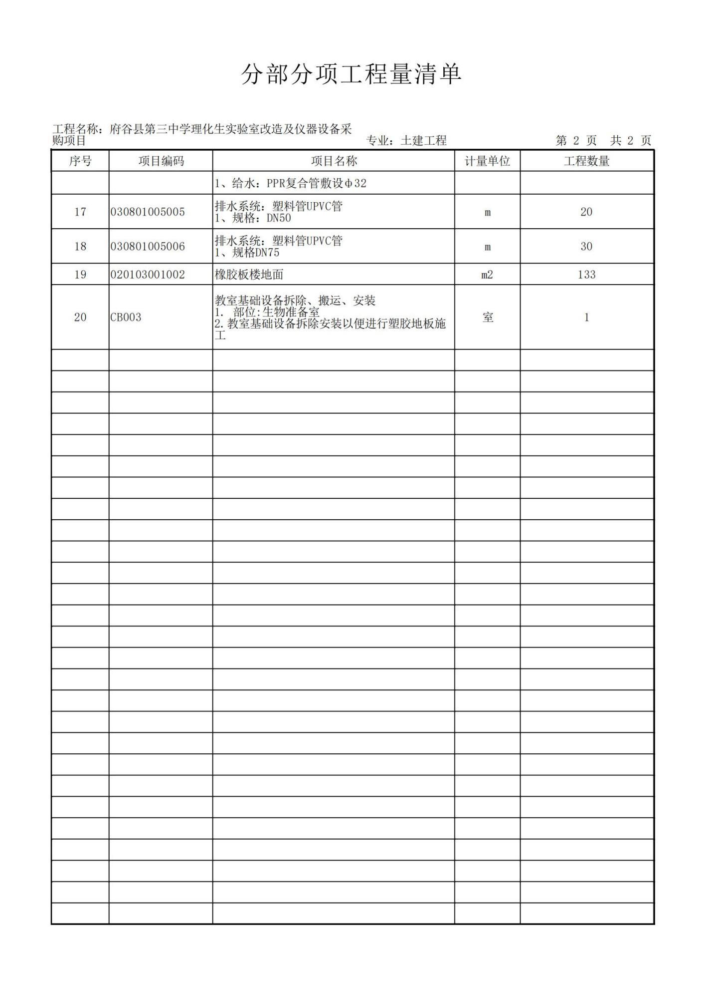 分部分项工程量清单
工程名称：府谷县第三中学理化生实验室改造及仪器设备采
购项目 专业：土建工程 第 2 页 共 2 页
序号 项目编码 项目名称 计量单位 工程数量
1、给水：PPR复合管敷设ф32
17 030801005005 排水系统：塑料管UPVC管 m 20
1、规格：DN50
18 030801005006 排水系统：塑料管UPVC管 m 30
1、规格DN75
19 020103001002 橡胶板楼地面 m2 133
教室基础设备拆除、搬运、安装
1. 部位:生物准备室
20 CB003 2.教室基础设备拆除安装以便进行塑胶地板施 室 1
工